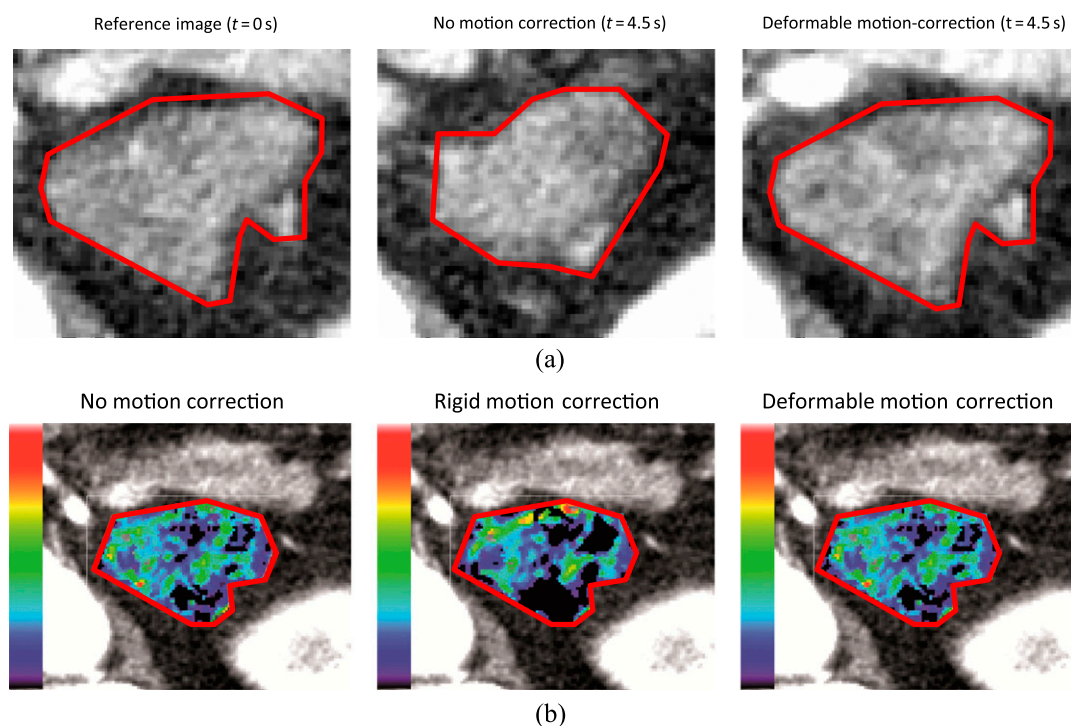 Reference image (t = 0 s)
No motion correction (t = 4.5 s)
Deformable motion-correction (t = 4.5 s)
(a)
No motion correction
Rigid motion correction
Deformable motion correction
(b)